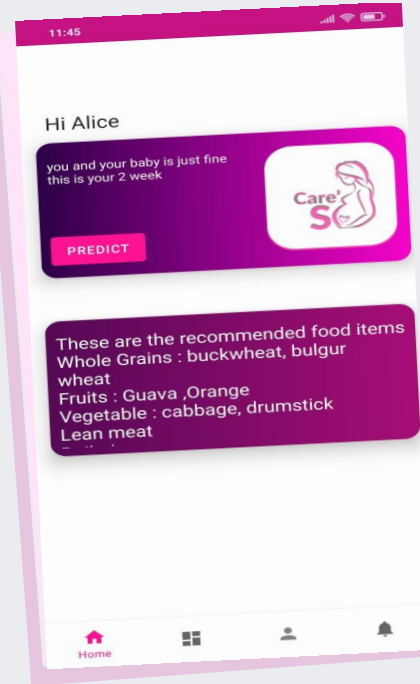 11:45
Hi Alice
you and your baby is just fine
this is your 2 week
Care'
SO
PREDICT
These are the recommended food items
Whole Grains : buckwheat, bulgur
wheat
Fruits : Guava ,Orange
Vegetable : cabbage, drumstick
Lean meat
Home